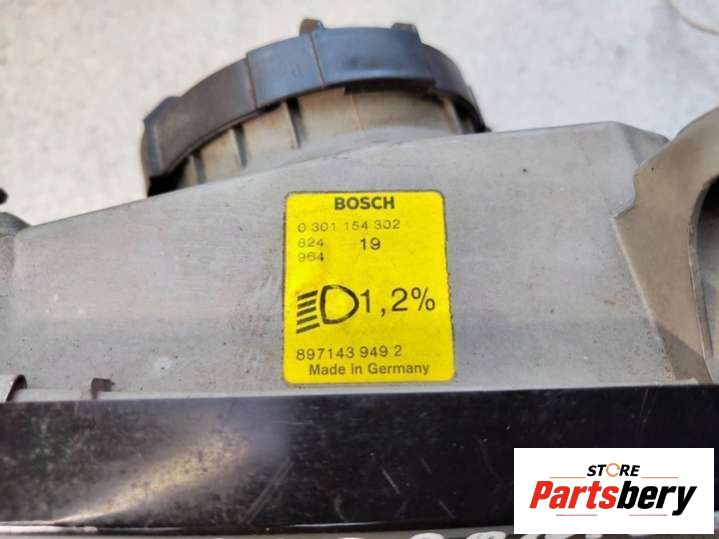 BOSCH
0 301 154 302
824 19
964
1,2%
897143 949 2
Made in Germany
STORE
Partsbery